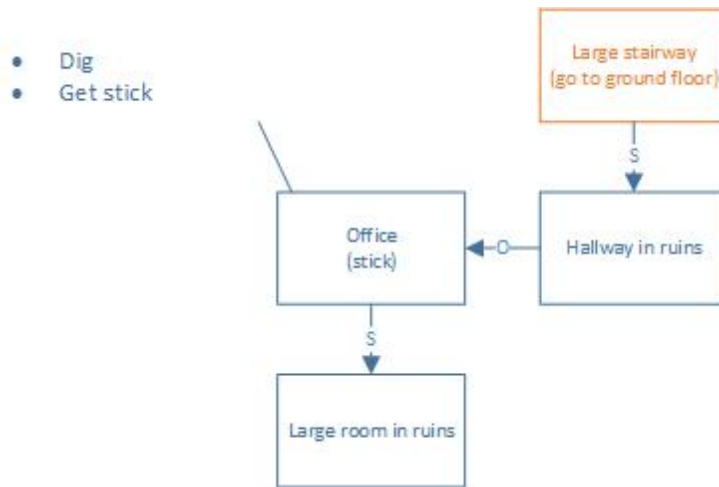 • Dig
• Get stick
Large stairway
(go to ground floor)
S
Office
(stick)
O
Hallway in ruins
S
Large room in ruins